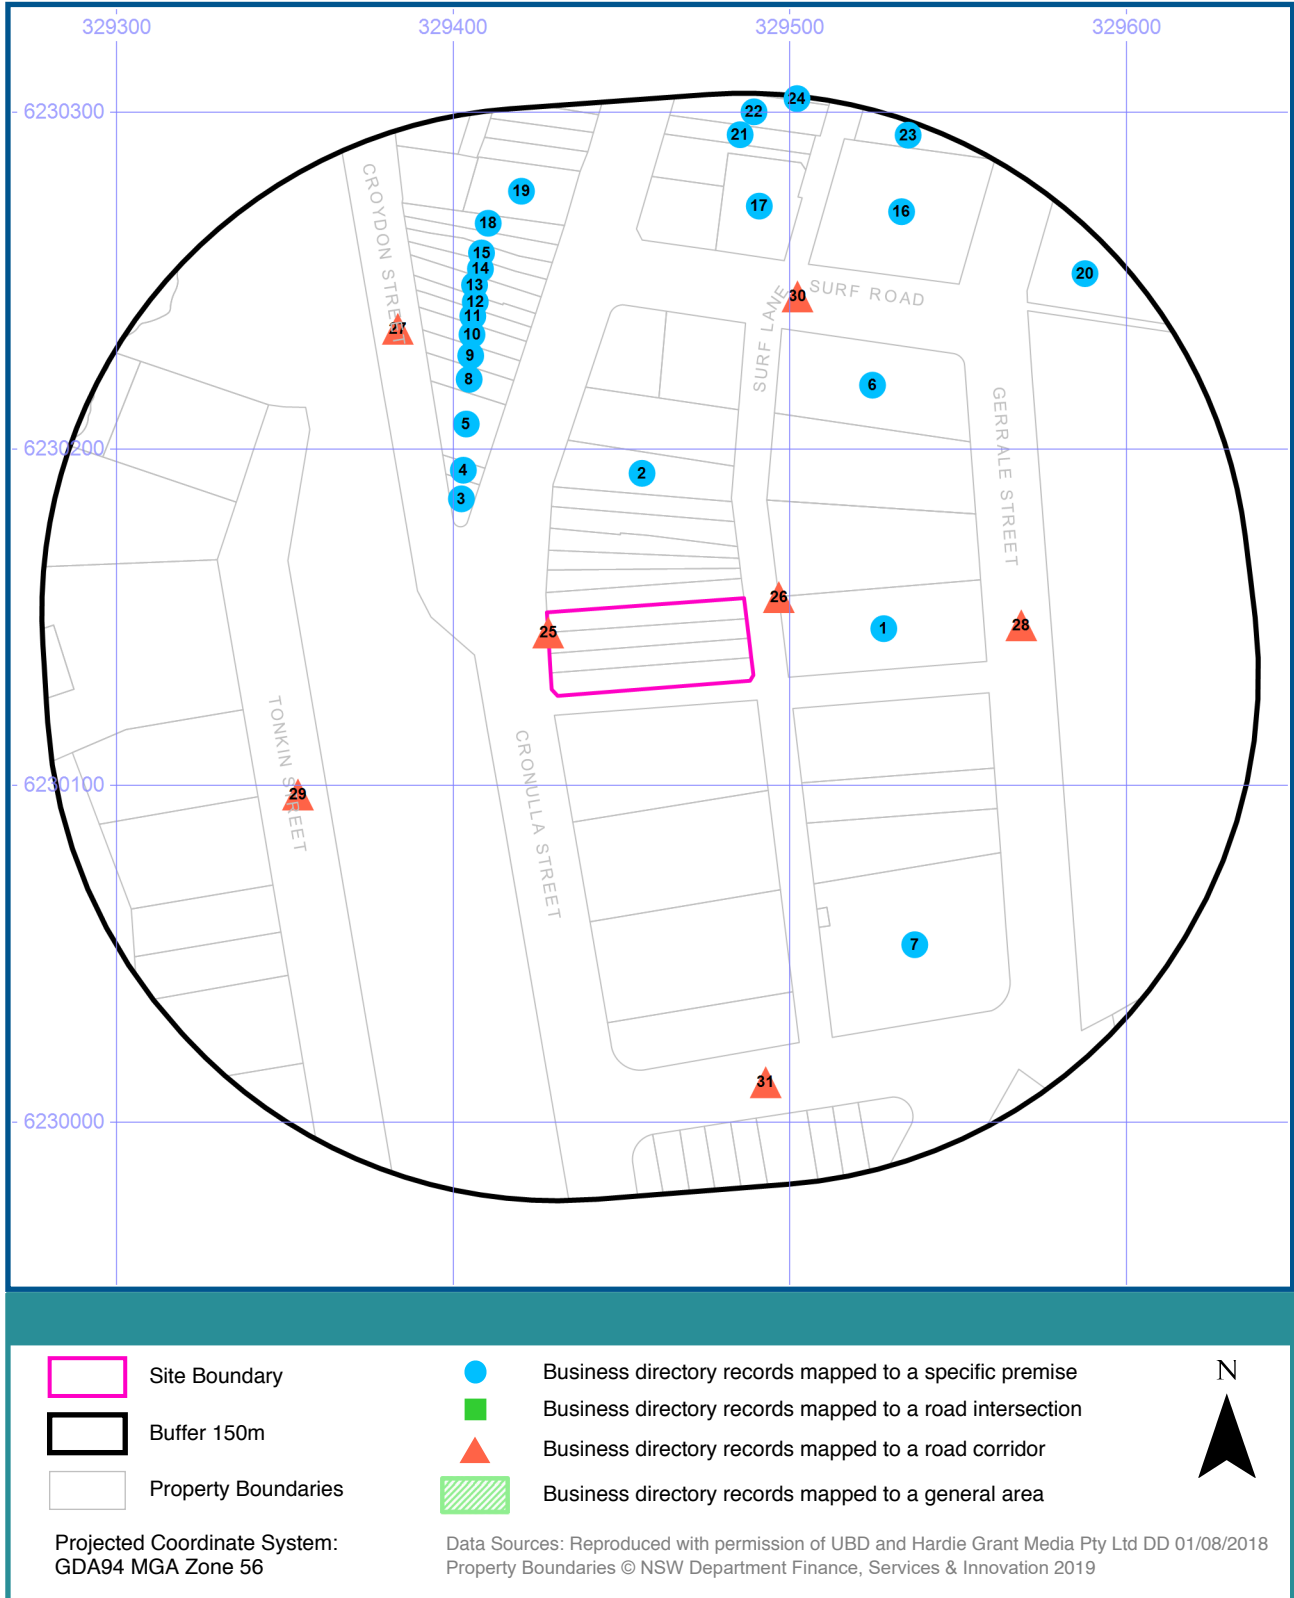 329300 329400 329500 329600
6230300
24
22
21
23
19
17
16
18
CROYDON STREET
15
14
20
13
30
SURF ROAD
12
11
27
10
SURF LANE
9
8
6
5
GERRALE STREET
6230200
4
2
3
26
25
1
28
TONKIN STREET
CRONULLA STREET
6230100
29
7
31
6230000
Site Boundary
Buffer 150m
Property Boundaries
Projected Coordinate System:
GDA94 MGA Zone 56
Business directory records mapped to a specific premise
Business directory records mapped to a road intersection
Business directory records mapped to a road corridor
Business directory records mapped to a general area
N
Data Sources: Reproduced with permission of UBD and Hardie Grant Media Pty Ltd DD 01/08/2018
Property Boundaries © NSW Department Finance, Services & Innovation 2019